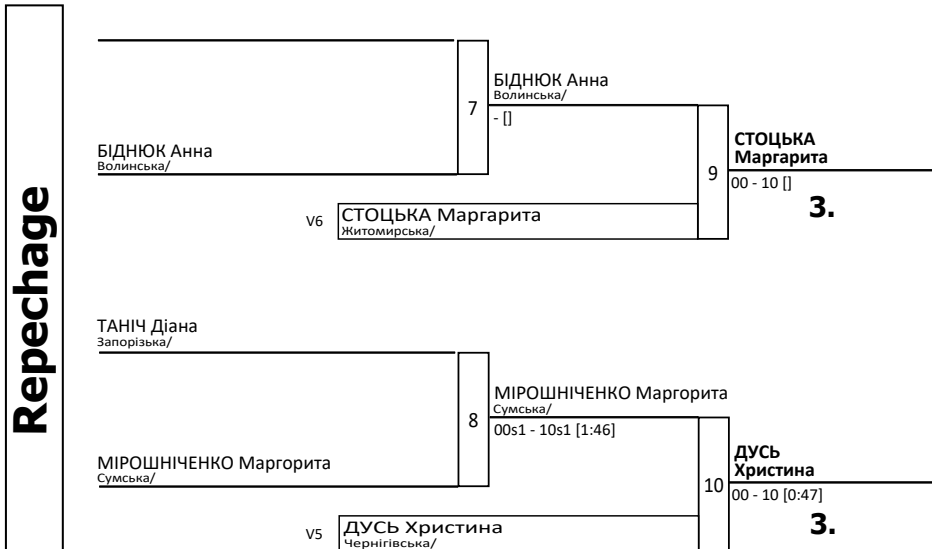 Repechage
7
БІДНЮК Анна
Волинська/
- []
БІДНЮК Анна
Волинська/
9
СТОЦЬКА
Маргарита
00 - 10 []
3.
V6
СТОЦЬКА Маргарита
Житомирська/
ТАНІЧ Діана
Запорізька/
8
МІРОШНІЧЕНКО Маргорита
Сумська/
00s1 - 10s1 [1:46]
МІРОШНІЧЕНКО Маргорита
Сумська/
10
ДУСЬ
Христина
00 - 10 [0:47]
3.
V5
ДУСЬ Христина
Чернігівська/